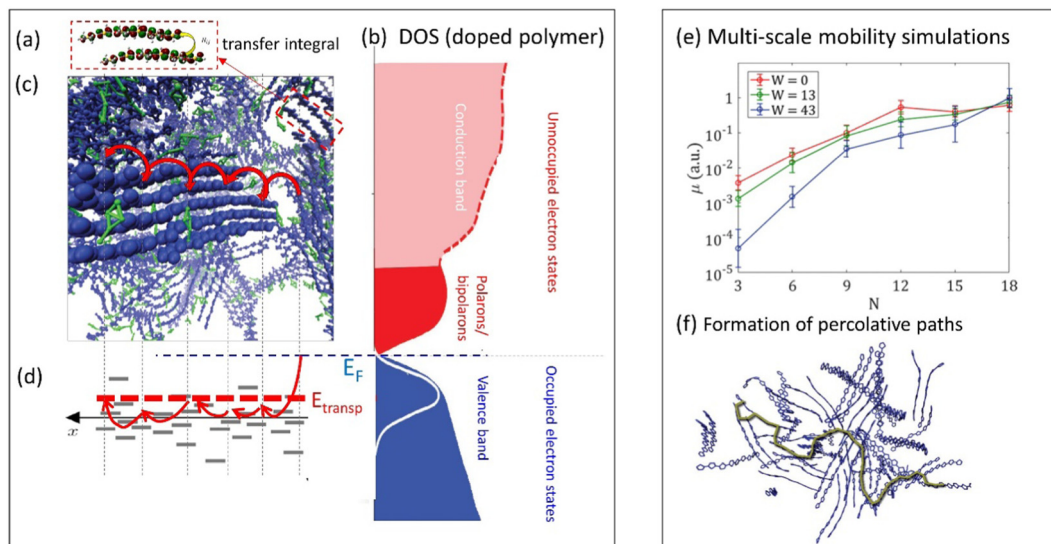 (a)
transfer integral
(b) DOS (doped polymer)
(c)
Conduction band
Unnoccupied electron states
Polarons/
bipolarons
(d)
E_F
E_transp
x
Valence band
Occupied electron states
(e) Multi-scale mobility simulations
W = 0
W = 13
W = 43
μ (a.u.)
1
10^-1
10^-2
10^-3
10^-4
10^-5
3 6 9 12 15 18
N
(f) Formation of percolative paths